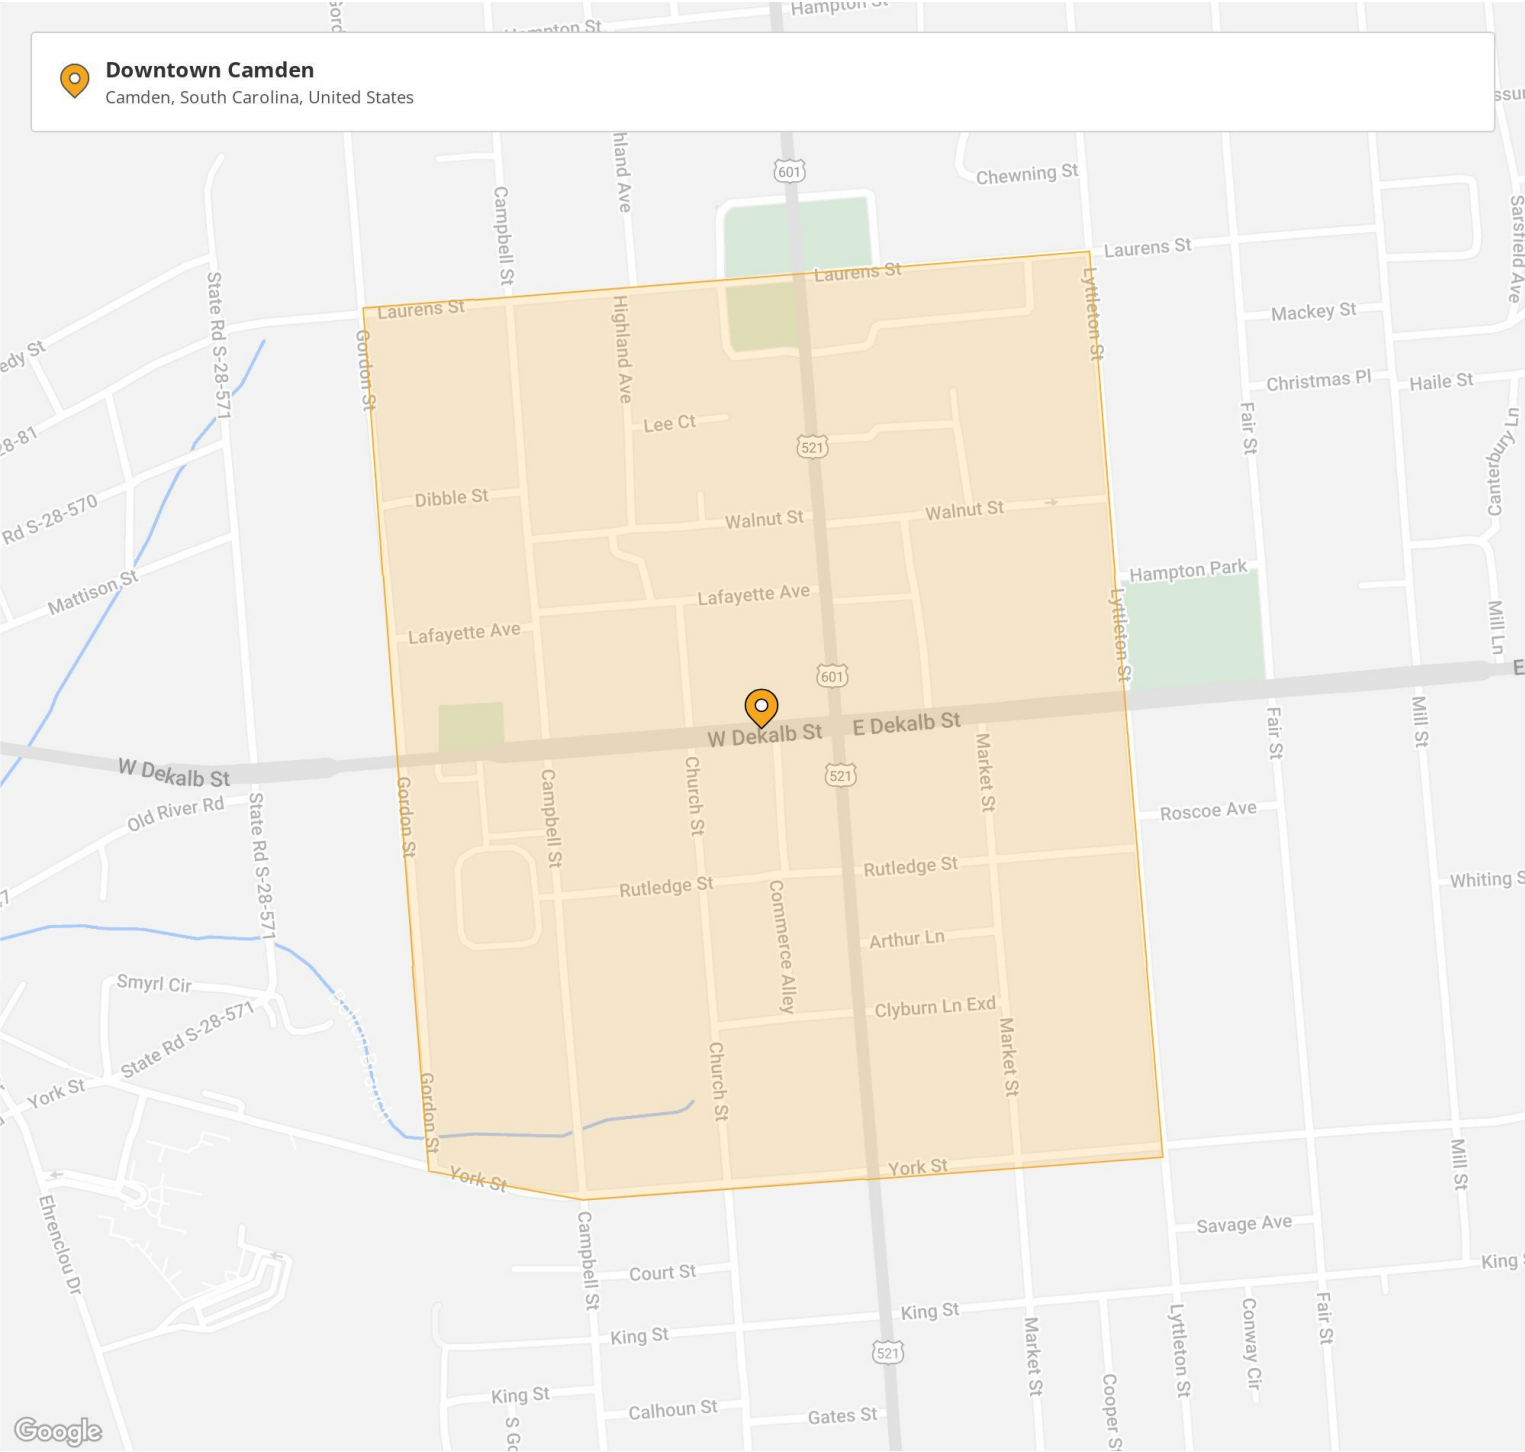 Hampton St
Hampton St
Downtown Camden
Camden, South Carolina, United States
601
Chewning St
Campbell St
Laurens St
Laurens St
Laurens St
State Rd S-28-571
Highland Ave
Lyttleton St
Mackey St
Sarsfield Ave
Gordon St
Christmas Pl
Haile St
Lee Ct
Fair St
521
Canterbury Ln
Dibble St
Walnut St
Walnut St
Rd S-28-570
Hampton Park
Mattison St
Lafayette Ave
Lafayette Ave
Lyttleton St
Mill Ln
601
W Dekalb St
E Dekalb St
E
Mill St
Fair St
W Dekalb St
521
Market St
Old River Rd
Gordon St
Campbell St
Church St
Roscoe Ave
State Rd S-28-571
Rutledge St
Rutledge St
Whiting S
Commerce Alley
Arthur Ln
Smyrl Cir
Clyburn Ln Exd
State Rd S-28-571
Market St
York St
Gordon St
Church St
York St
York St
Mill St
Ehrenclou Dr
Campbell St
Savage Ave
Court St
King
King St
King St
Lyttleton St
Conway Cir
Fair St
521
Market St
King St
Calhoun St
Gates St
Cooper S
S Go
Google